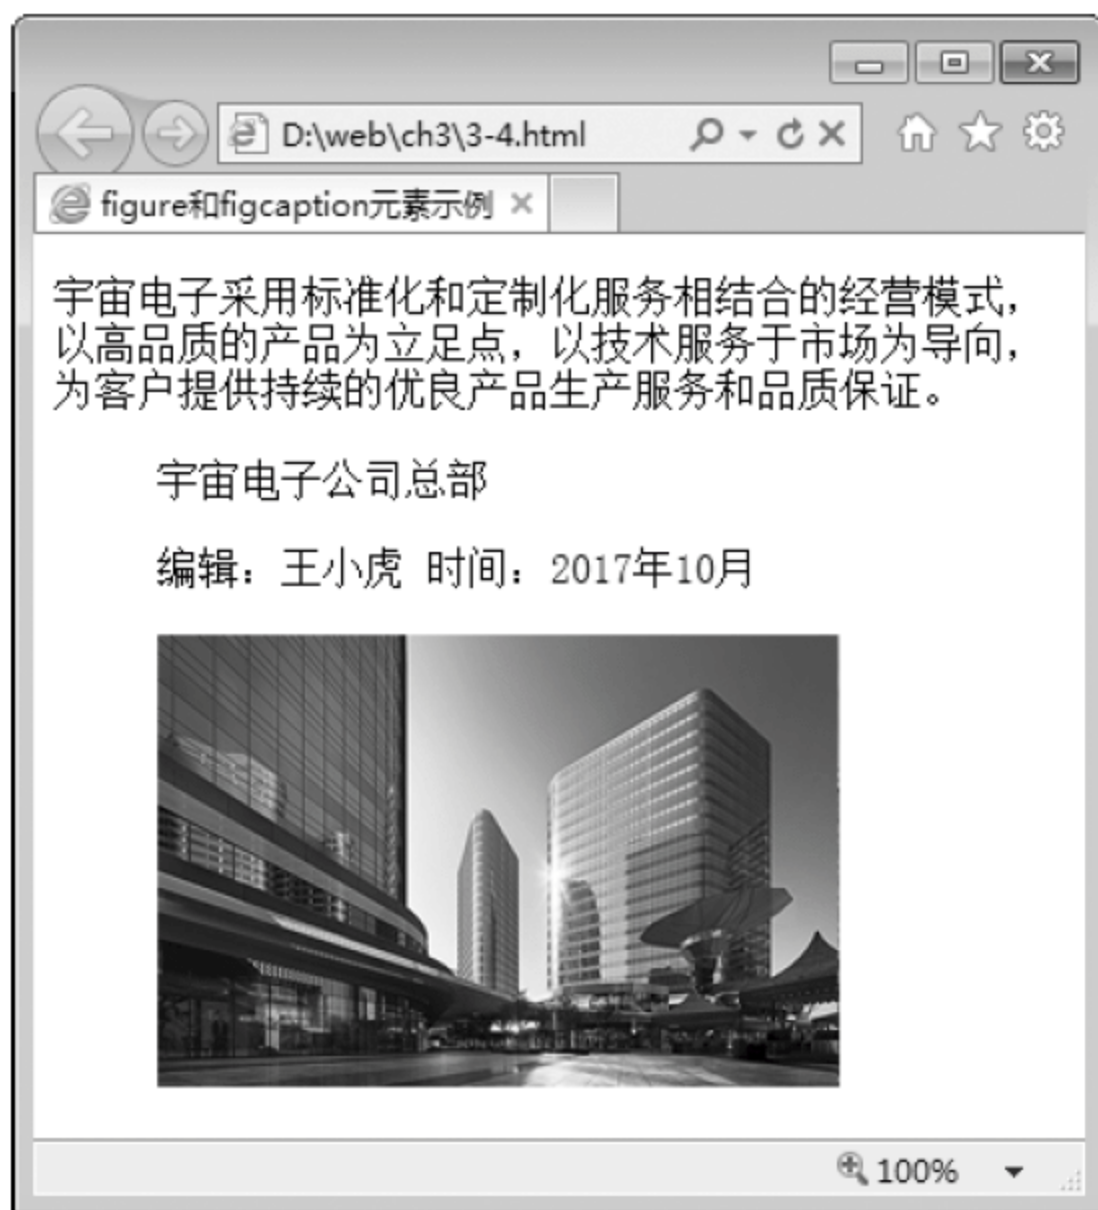 D:\web\ch3\3-4.html
figure和figcaption元素示例
宇宙电子采用标准化和定制化服务相结合的经营模式，
以高品质的产品为立足点，以技术服务于市场为导向，
为客户提供持续的优良产品生产服务和品质保证。
宇宙电子公司总部
编辑：王小虎 时间：2017年10月
100%